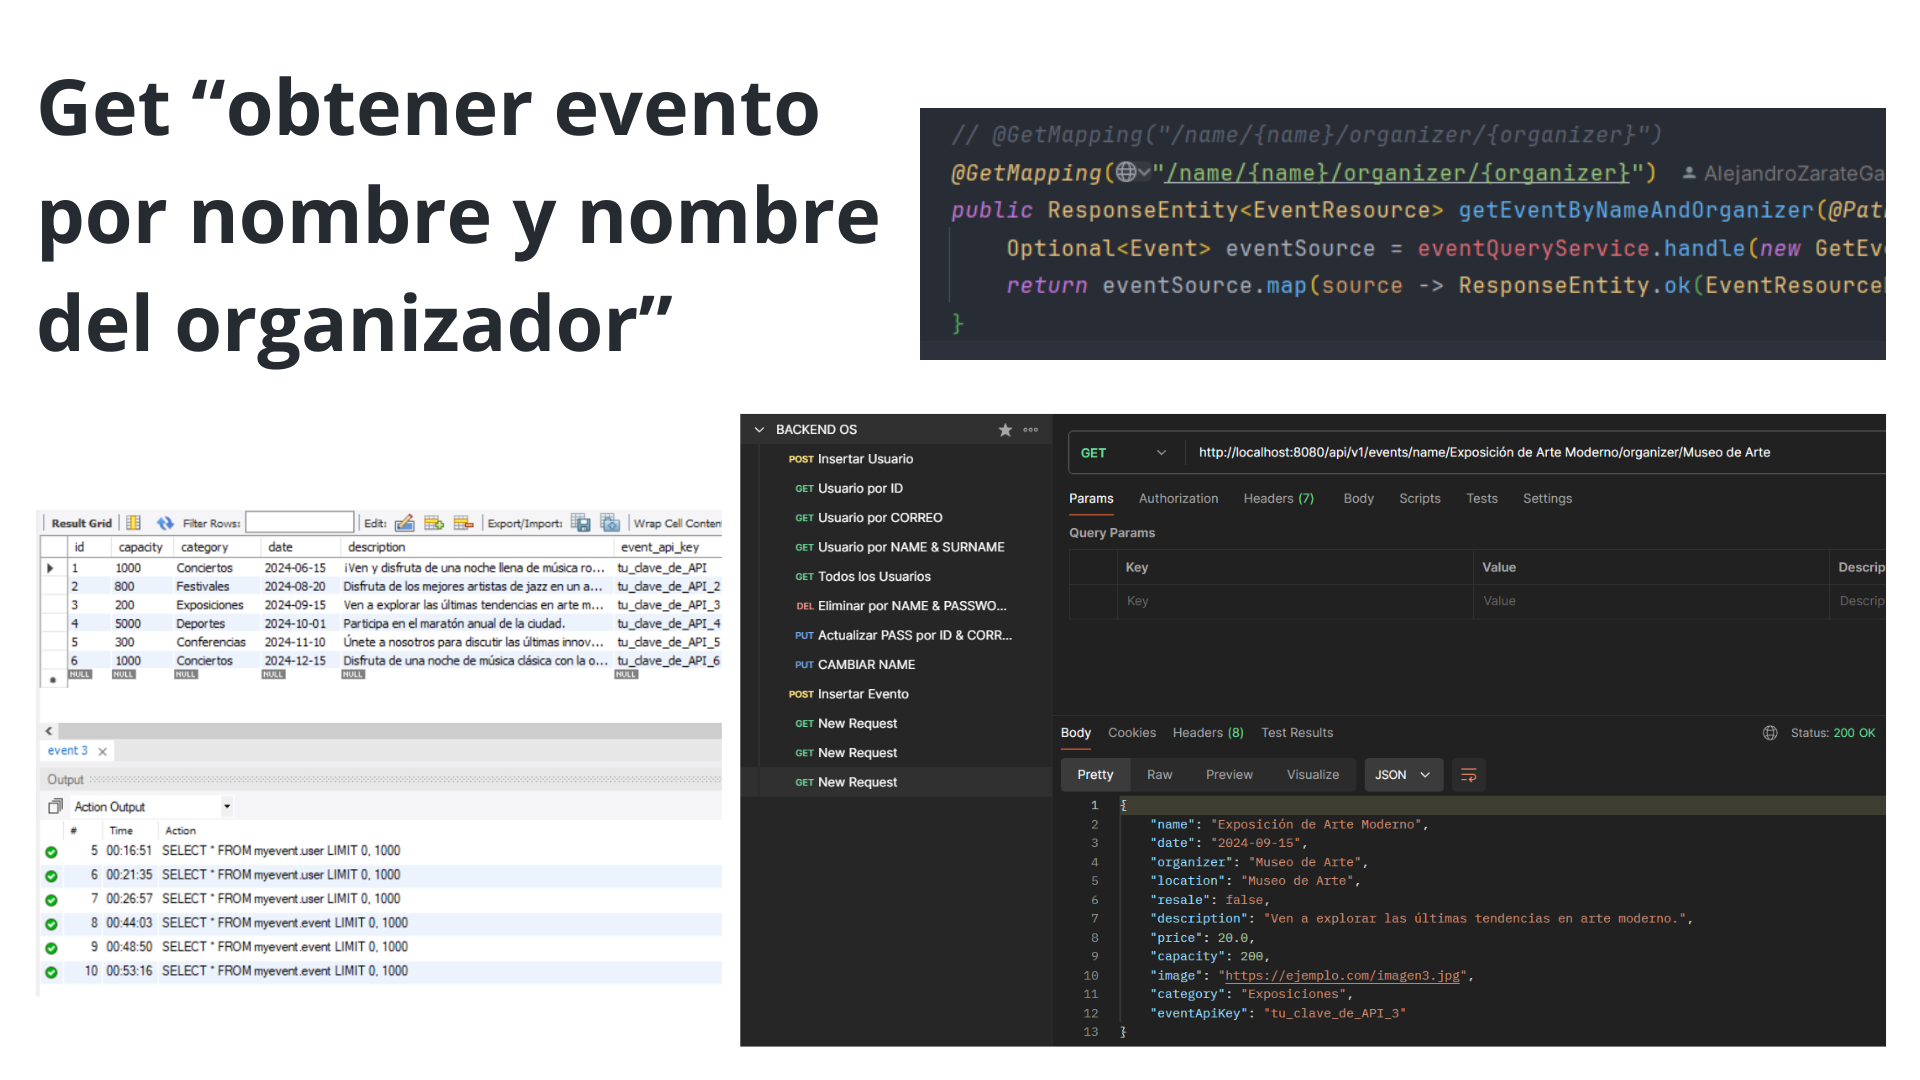 Get “obtener evento
por nombre y nombre
del organizador”
// @GetMapping("/name/{name}/organizer/{organizer}")
@GetMapping("/name/{name}/organizer/{organizer}") AlejandroZarateGa
public ResponseEntity<EventResource> getEventByNameAndOrganizer(@Pat
Optional<Event> eventSource = eventQueryService.handle(new GetEv
return eventSource.map(source -> ResponseEntity.ok(EventResource
}
Result Grid Filter Rows: Edit: Export/Import: Wrap Cell Conten
id capacity category date description event_api_key
1 1000 Conciertos 2024-06-15 ¡Ven y disfruta de una noche llena de música ro... tu_clave_de_API
2 800 Festivales 2024-08-20 Disfruta de los mejores artistas de jazz en un a... tu_clave_de_API_2
3 200 Exposiciones 2024-09-15 Ven a explorar las últimas tendencias en arte m... tu_clave_de_API_3
4 5000 Deportes 2024-10-01 Participa en el maratón anual de la ciudad. tu_clave_de_API_4
5 300 Conferencias 2024-11-10 Únete a nosotros para discutir las últimas innov... tu_clave_de_API_5
6 1000 Conciertos 2024-12-15 Disfruta de una noche de música clásica con la o... tu_clave_de_API_6
NULL NULL NULL NULL NULL NULL
event 3
Output
Action Output
# Time Action
5 00:16:51 SELECT * FROM myevent.user LIMIT 0, 1000
6 00:21:35 SELECT * FROM myevent.user LIMIT 0, 1000
7 00:26:57 SELECT * FROM myevent.user LIMIT 0, 1000
8 00:44:03 SELECT * FROM myevent.event LIMIT 0, 1000
9 00:48:50 SELECT * FROM myevent.event LIMIT 0, 1000
10 00:53:16 SELECT * FROM myevent.event LIMIT 0, 1000
BACKEND OS
POST Insertar Usuario
GET Usuario por ID
GET Usuario por CORREO
GET Usuario por NAME & SURNAME
GET Todos los Usuarios
DEL Eliminar por NAME & PASSWO...
PUT Actualizar PASS por ID & CORR...
PUT CAMBIAR NAME
POST Insertar Evento
GET New Request
GET New Request
GET New Request
GET http://localhost:8080/api/v1/events/name/Exposición de Arte Moderno/organizer/Museo de Arte
Params Authorization Headers (7) Body Scripts Tests Settings
Query Params
Key Value Descrip
Key Value Descrip
Body Cookies Headers (8) Test Results Status: 200 OK
Pretty Raw Preview Visualize JSON
1 {
2 "name": "Exposición de Arte Moderno",
3 "date": "2024-09-15",
4 "organizer": "Museo de Arte",
5 "location": "Museo de Arte",
6 "resale": false,
7 "description": "Ven a explorar las últimas tendencias en arte moderno.",
8 "price": 20.0,
9 "capacity": 200,
10 "image": "https://ejemplo.com/imagen3.jpg",
11 "category": "Exposiciones",
12 "eventApiKey": "tu_clave_de_API_3"
13 }